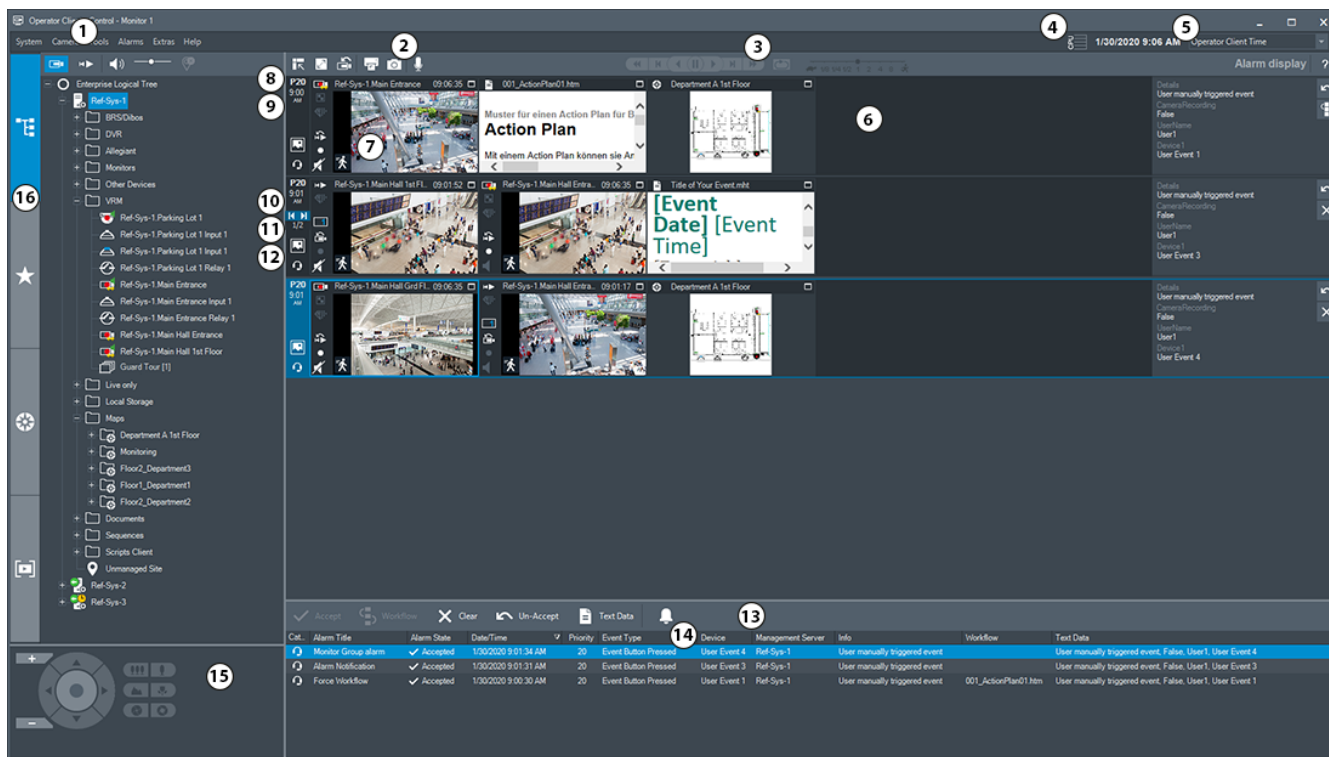 Operator Client Control - Monitor 1
System Camera Tools Alarms Extras Help
1
2
3
4
1/30/2020 9:06 AM
5
Operator Client Time
Alarm display ?
Enterprise Logical Tree
Ref-Sys-1
BRS/Dibos
DVR
Allegiant
Monitors
Other Devices
VRM
Ref-Sys-1.Parking Lot 1
Ref-Sys-1.Parking Lot 1 Input 1
Ref-Sys-1.Parking Lot 1 Input 1
Ref-Sys-1.Parking Lot 1 Relay 1
Ref-Sys-1.Main Entrance
Ref-Sys-1.Main Entrance Input 1
Ref-Sys-1.Main Entrance Relay 1
Ref-Sys-1.Main Hall Entrance
Ref-Sys-1.Main Hall 1st Floor
Guard Tour [1]
Live only
Local Storage
Maps
Department A 1st Floor
Monitoring
Floor2_Department3
Floor1_Department1
Floor2_Department2
Documents
Sequences
Scripts Client
Unmanaged Site
Ref-Sys-2
Ref-Sys-3
16
8
9
10
11
12
P20
9:00
AM
Ref-Sys-1.Main Entrance 09:06:35
001_ActionPlan01.htm
Department A 1st Floor
7
Muster für einen Action Plan für B
Action Plan
Mit einem Action Plan können sie Ar
6
Details
User manually triggered event
CameraRecording
False
UserName
User1
Device1
User Event 1
P20
9:01
AM
1/2
Ref-Sys-1.Main Hall 1st Fl.. 09:01:52
Ref-Sys-1.Main Hall Entra.. 09:06:35
Title of Your Event.mht
[Event
Date] [Event
Time]
Details
User manually triggered event
CameraRecording
False
UserName
User1
Device1
User Event 3
P20
9:01
AM
Ref-Sys-1.Main Hall Grd Fl.. 09:06:35
Ref-Sys-1.Main Hall Entra.. 09:01:17
Department A 1st Floor
Details
User manually triggered event
CameraRecording
False
UserName
User1
Device1
User Event 4
Accept Workflow Clear Un-Accept Text Data
13
Cat.. Alarm Title Alarm State Date/Time Priority Event Type 14 Device Management Server Info Workflow Text Data
Monitor Group alarm Accepted 1/30/2020 9:01:34 AM 20 Event Button Pressed User Event 4 Ref-Sys-1 User manually triggered event User manually triggered event, False, User1, User Event 4
Alarm Notification Accepted 1/30/2020 9:01:31 AM 20 Event Button Pressed User Event 3 Ref-Sys-1 User manually triggered event User manually triggered event, False, User1, User Event 3
Force Workflow Accepted 1/30/2020 9:00:30 AM 20 Event Button Pressed User Event 1 Ref-Sys-1 User manually triggered event 001_ActionPlan01.htm User manually triggered event, False, User1, User Event 1
15